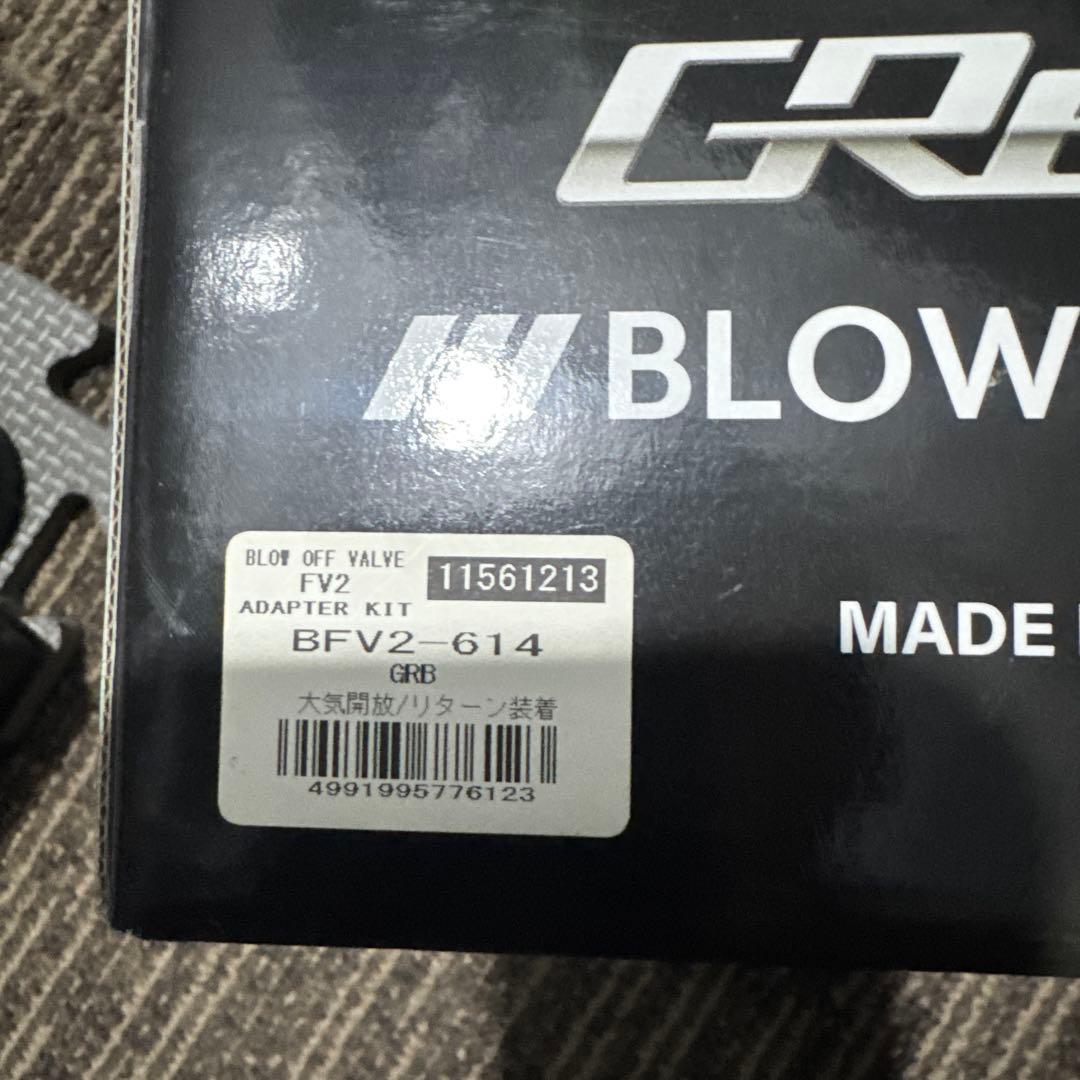 GRe
BLOW
MADE
BLOW OFF VALVE
FV2
11561213
ADAPTER KIT
BFV2-614
GRB
大気開放/リターン装着
4991995776123